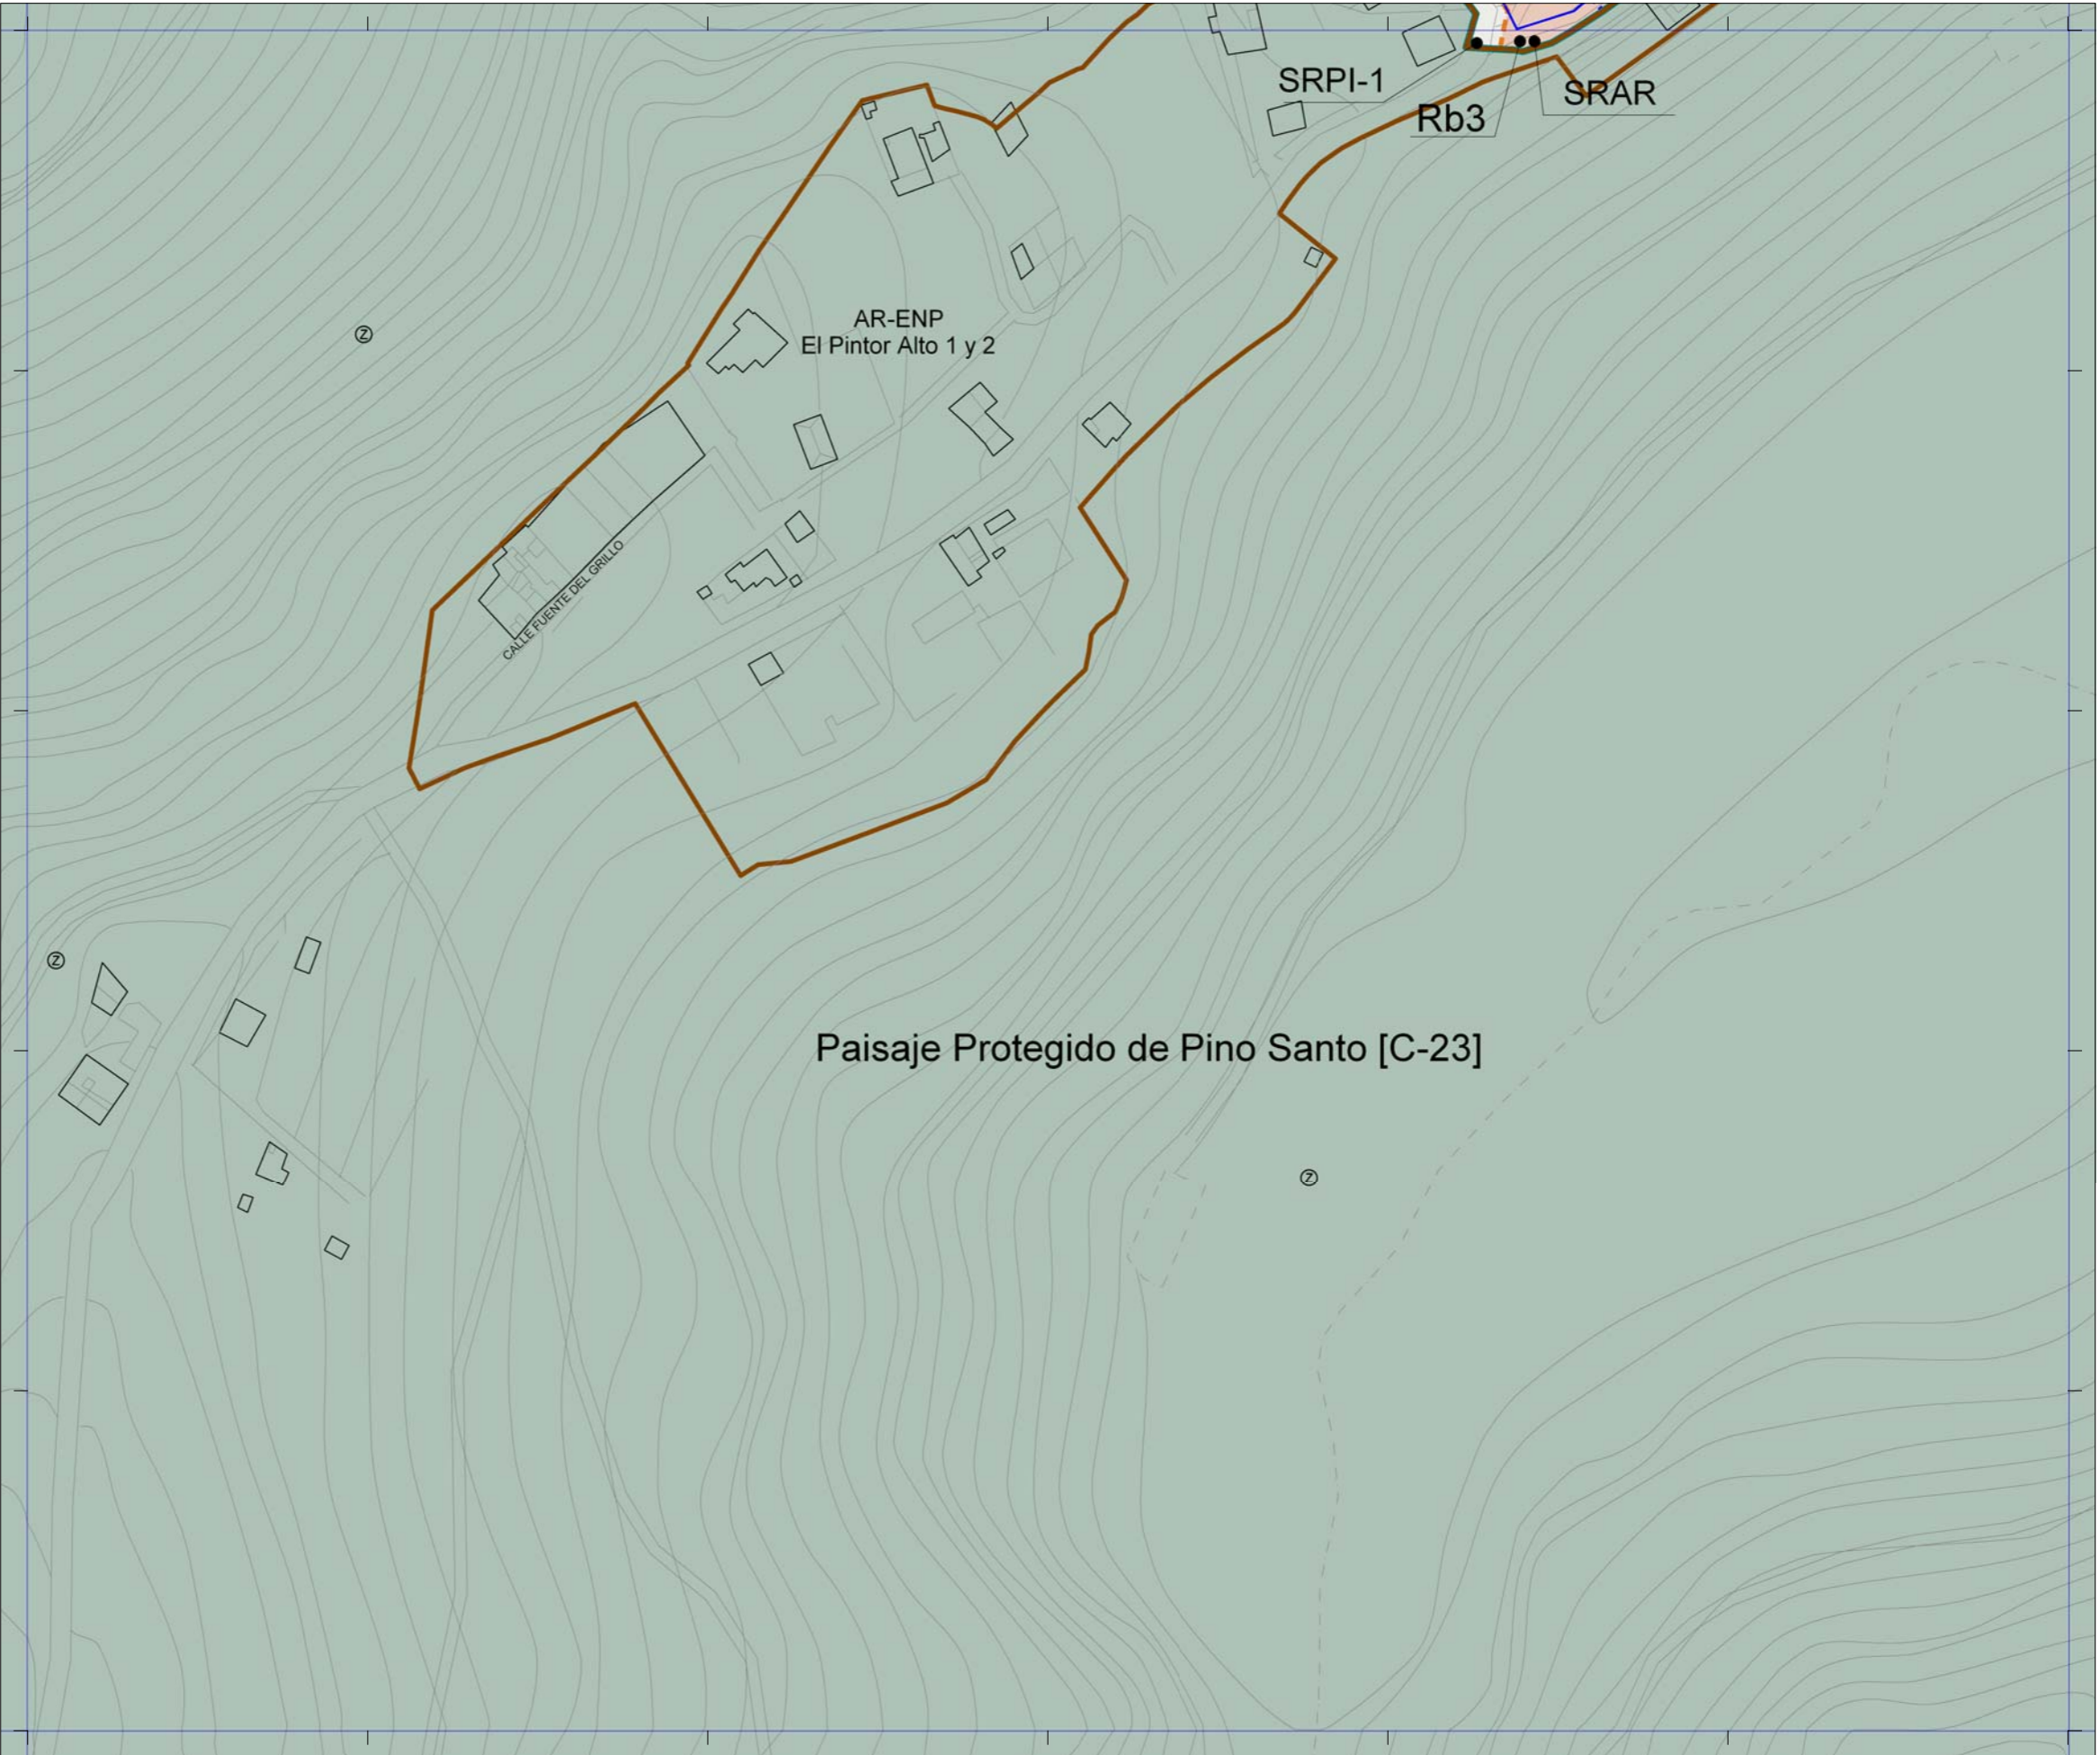 SRPI-1
SRAR
Rb3
AR-ENP
El Pintor Alto 1 y 2
Z
CALLE FUENTE DEL GRILLO
Z
Paisaje Protegido de Pino Santo [C-23]
Z